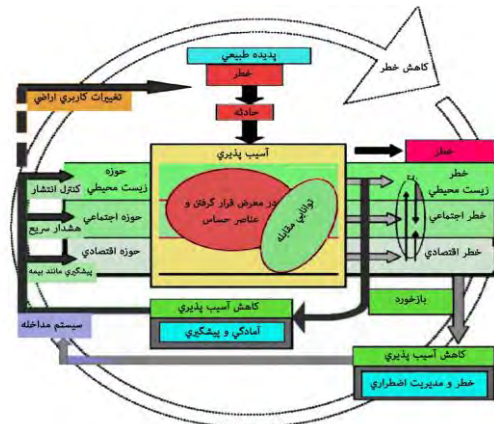 پدیده طبیعی
خطر
کاهش خطر
تغییرات کاربری اراضی
حادثه
آسیب پذیری
خطر
حوزه
زیست محیطی
کنترل انتشار
در معرض قرار گرفتن و
عناصر حساس
توانایی مقابله
خطر
زیست محیطی
حوزه اجتماعی
هشدار سریع
خطر اجتماعی
حوزه اقتصادی
پیشگیری مانند بیمه
خطر اقتصادی
کاهش آسیب پذیری
آمادگی و پیشگیری
بازخورد
سیستم مداخله
کاهش آسیب پذیری
خطر و مدیریت اضطراری